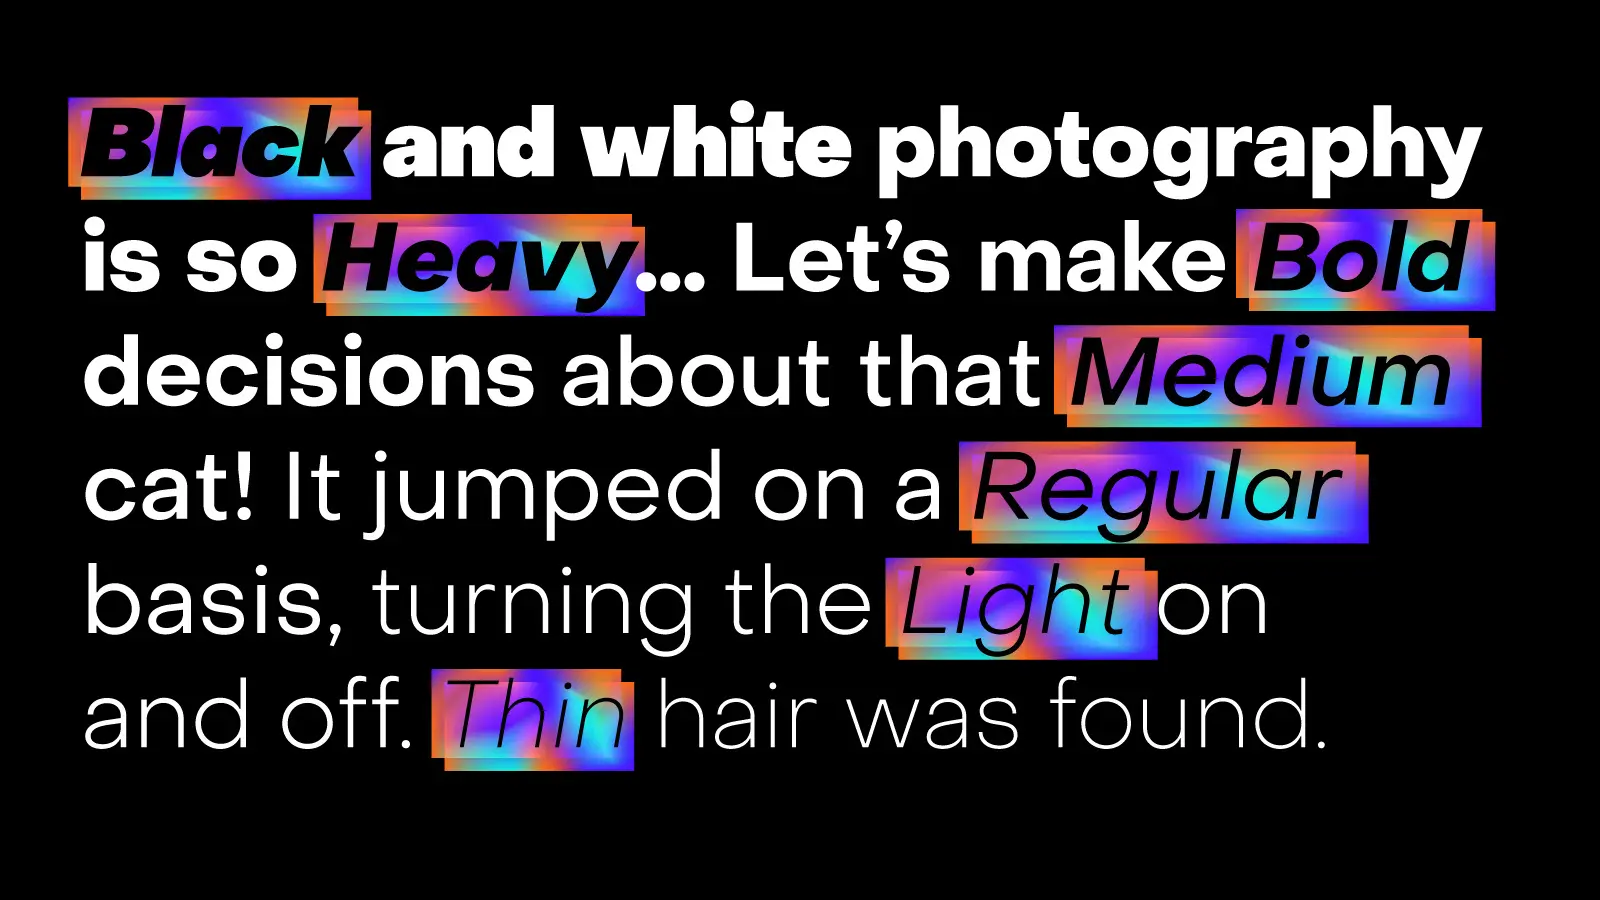 Black and white photography
is so Heavy... Let’s make Bold
decisions about that Medium
cat! It jumped on a Regular
basis, turning the Light on
and off. Thin hair was found.